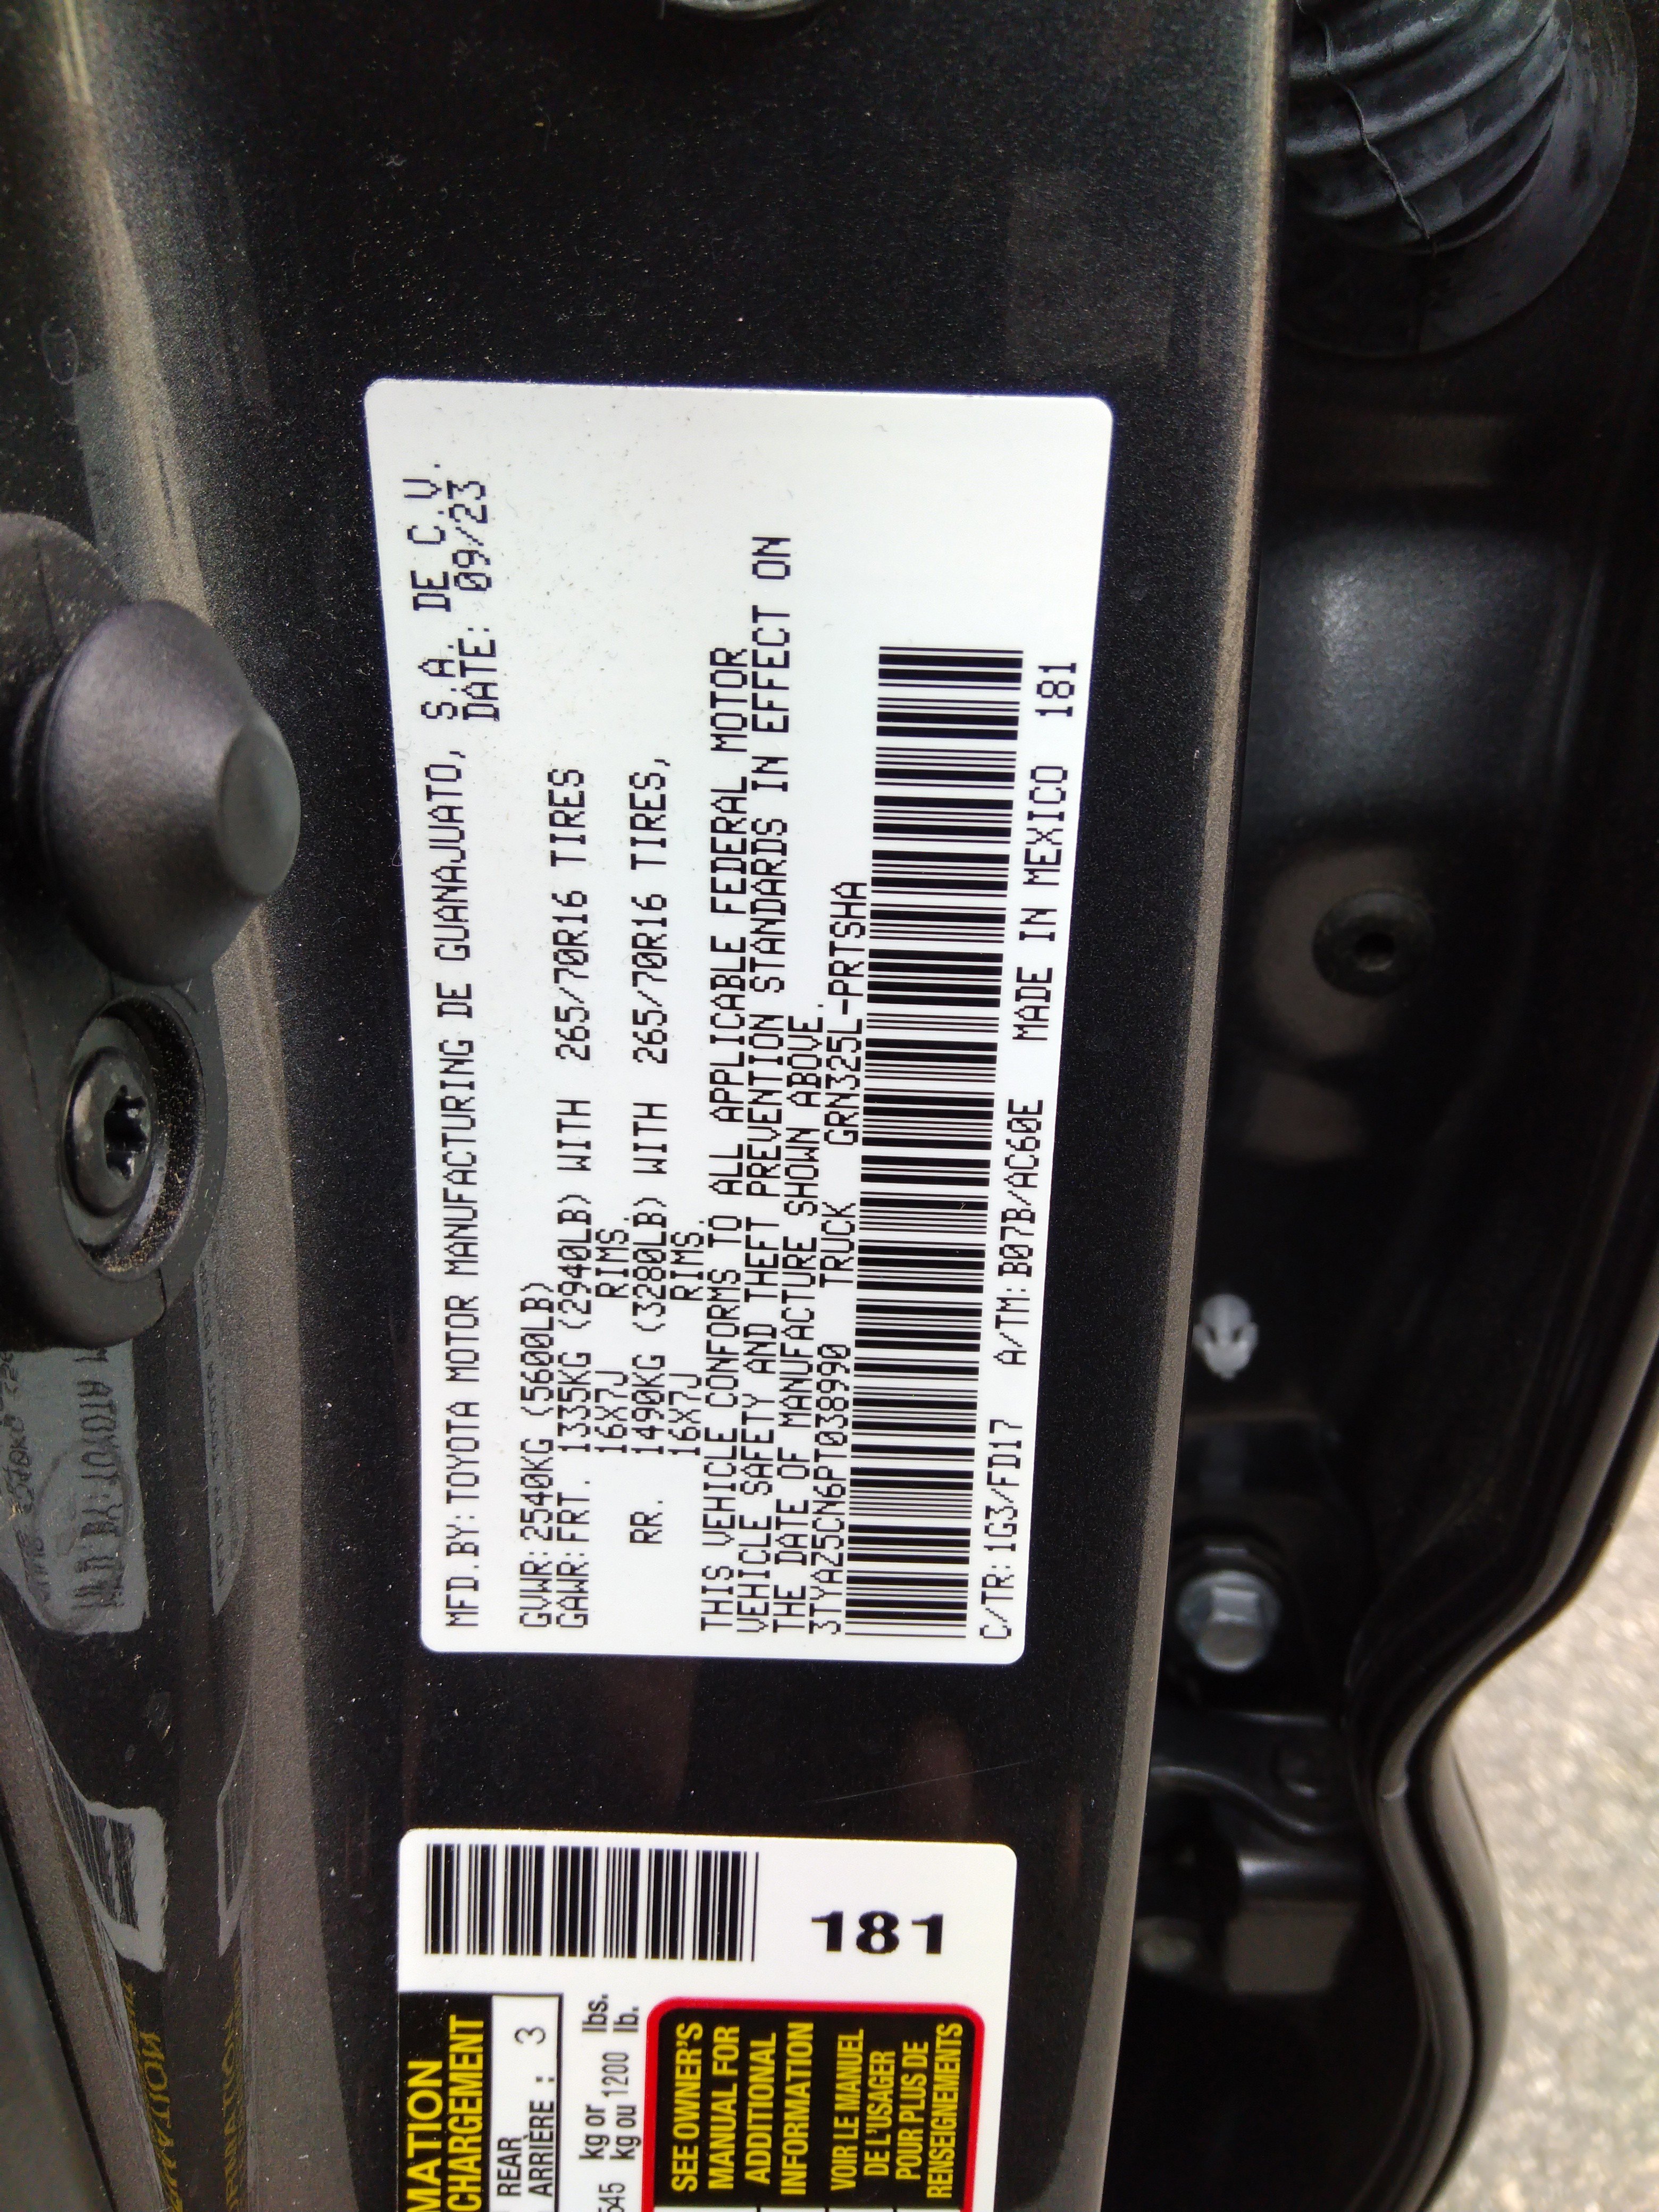 MFD.BY:TOYOTA MOTOR MANUFACTURING DE GUANAJUATO, S.A. DE C.V.
DATE: 09/23
GVWR:2540KG (5600LB)
GAWR:FRT. 1335KG (2940LB) WITH 265/70R16 TIRES
16X7J RIMS.
RR. 1490KG (3280LB) WITH 265/70R16 TIRES,
16X7J RIMS.
THIS VEHICLE CONFORMS TO ALL APPLICABLE FEDERAL MOTOR
VEHICLE SAFETY AND THEFT PREVENTION STANDARDS IN EFFECT ON
THE DATE OF MANUFACTURE SHOWN ABOVE.
3TYAZ5CN6PT038990 TRUCK GRN325L-PRTSHA
C/TR:1G3/FD17 A/TM:B07B/AC60E MADE IN MEXICO 181
181
REAR
ARRIÈRE : 3
kg or lbs.
kg ou 1200 lb.
SEE OWNER'S
MANUAL FOR
ADDITIONAL
INFORMATION
VOIR LE MANUEL
DE L'USAGER
POUR PLUS DE
RENSEIGNEMENTS